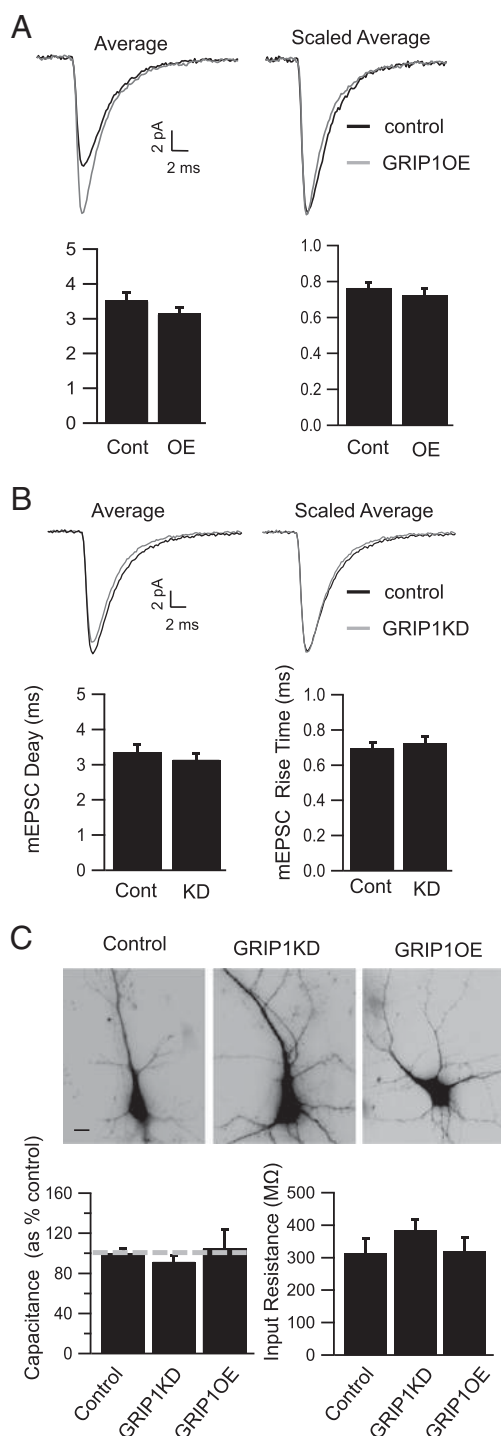 A
Average
Scaled Average
2 pA
2 ms
control
GRIP1OE
5
4
3
2
1
0
Cont OE
1.0
0.8
0.6
0.4
0.2
0.0
Cont OE
B
Average
Scaled Average
2 pA
2 ms
control
GRIP1KD
mEPSC Deay (ms)
5
4
3
2
1
0
Cont KD
mEPSC Rise Time (ms)
1.0
0.8
0.6
0.4
0.2
0.0
Cont KD
C
Control
GRIP1KD
GRIP1OE
Capacitance (as % control)
160
120
80
40
0
Control
GRIP1KD
GRIP1OE
Input Resistance (MΩ)
500
400
300
200
100
0
Control
GRIP1KD
GRIP1OE